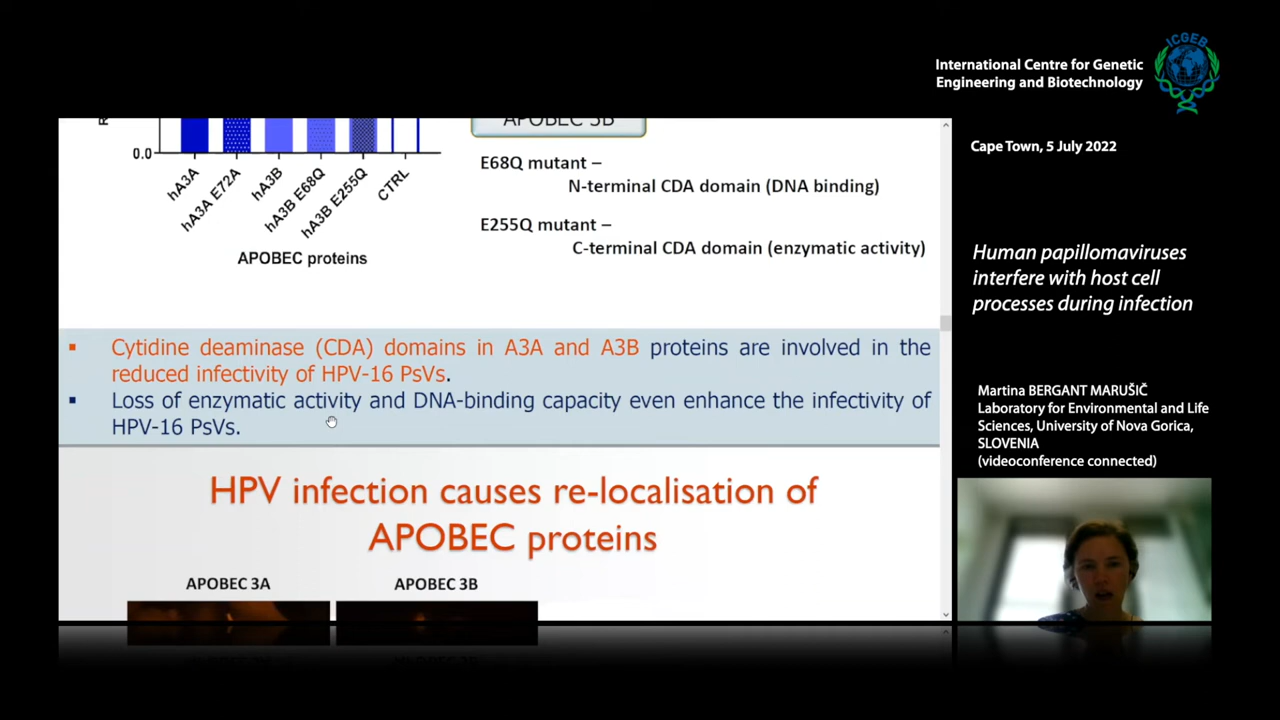 ICGEB
International Centre for Genetic
Engineering and Biotechnology
Cape Town, 5 July 2022
Human papillomaviruses
interfere with host cell
processes during infection
Martina BERGANT MARUŠIČ
Laboratory for Environmental and Life
Sciences, University of Nova Gorica,
SLOVENIA
(videoconference connected)
0.0
hA3A
hA3A E72A
hA3B
hA3B E68Q
hA3B E255Q
CTRL
APOBEC proteins
APOBEC 3B
E68Q mutant –
N-terminal CDA domain (DNA binding)
E255Q mutant –
C-terminal CDA domain (enzymatic activity)
▪ Cytidine deaminase (CDA) domains in A3A and A3B proteins are involved in the
reduced infectivity of HPV-16 PsVs.
▪ Loss of enzymatic activity and DNA-binding capacity even enhance the infectivity of
HPV-16 PsVs.
HPV infection causes re-localisation of
APOBEC proteins
APOBEC 3A
APOBEC 3B